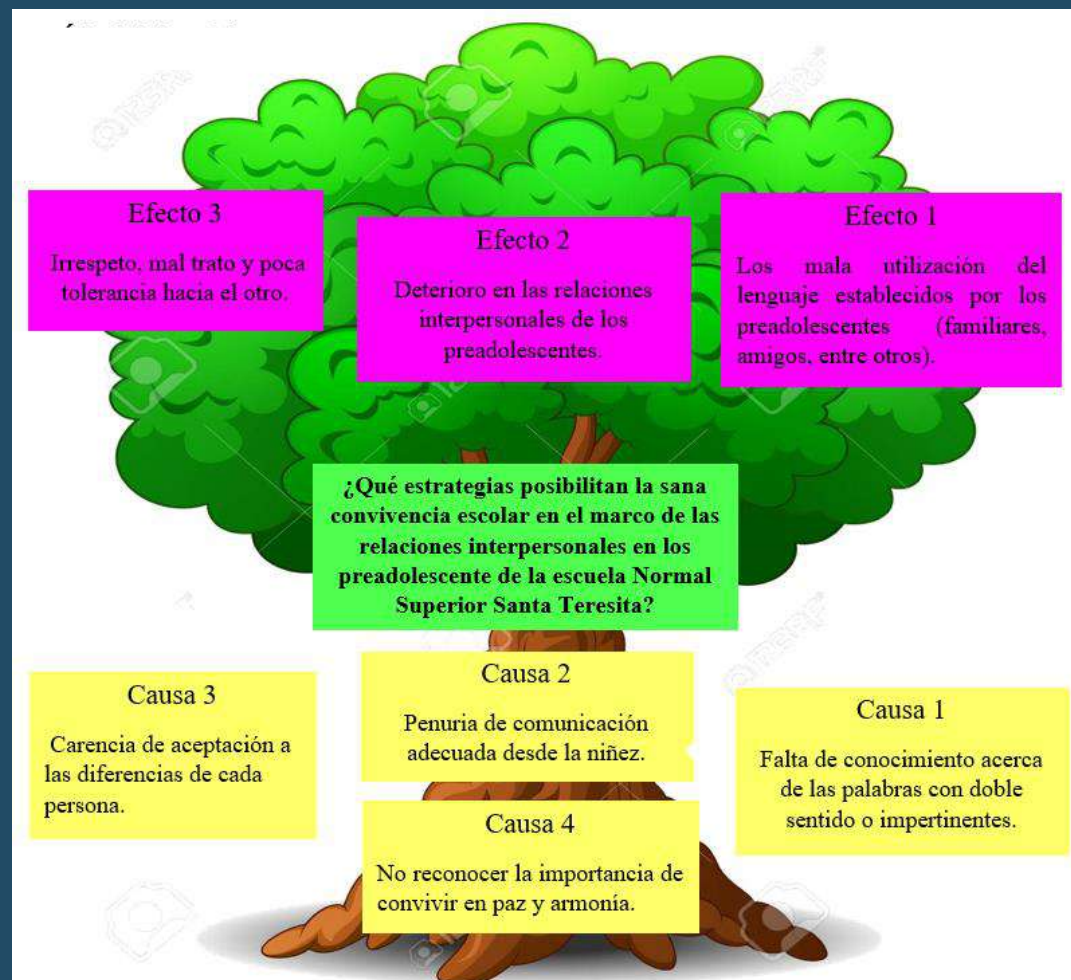 Efecto 3
Irrespeto, mal trato y poca
tolerancia hacia el otro.
Efecto 2
Deterioro en las relaciones
interpersonales de los
preadolescentes.
Efecto 1
Los mala utilización del
lenguaje establecidos por los
preadolescentes (familiares,
amigos, entre otros).
¿Qué estrategias posibilitan la sana
convivencia escolar en el marco de las
relaciones interpersonales en los
preadolescente de la escuela Normal
Superior Santa Teresita?
Causa 3
Carencia de aceptación a
las diferencias de cada
persona.
Causa 2
Penuria de comunicación
adecuada desde la niñez.
Causa 1
Falta de conocimiento acerca
de las palabras con doble
sentido o impertinentes.
Causa 4
No reconocer la importancia de
convivir en paz y armonía.